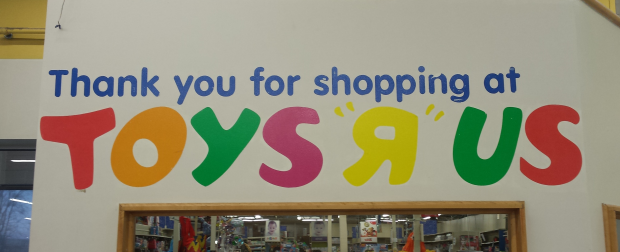 Thank you for shopping at
TOYS "Я" US